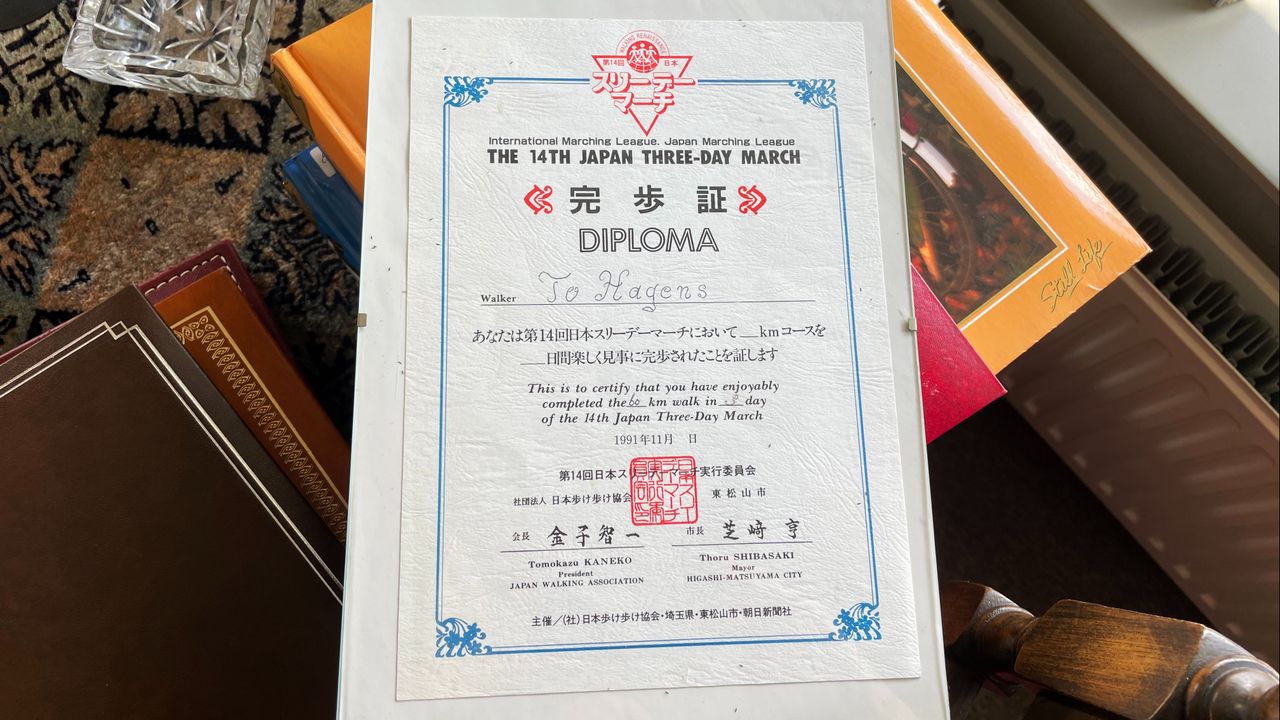 WALKING RENAISSANCE
第14回 日本
スリーデー
マーチ
International Marching League. Japan Marching League
THE 14TH JAPAN THREE-DAY MARCH
完歩証
DIPLOMA
Walker To Hagens
あなたは第14回日本スリーデーマーチにおいて__kmコースを
___日間楽しく見事に完歩されたことを証します
This is to certify that you have enjoyably
completed the 60 km walk in 3 day
of the 14th Japan Three-Day March
1991年11月 日
第14回日本スリーデーマーチ実行委員会
社団法人 日本歩け歩け協会 東松山市
会長 金子智一 市長 芝崎亨
Tomokazu KANEKO Thoru SHIBASAKI
President Mayor
JAPAN WALKING ASSOCIATION HIGASHI-MATSUYAMA CITY
主催/(社)日本歩け歩け協会・埼玉県・東松山市・朝日新聞社
Still Life